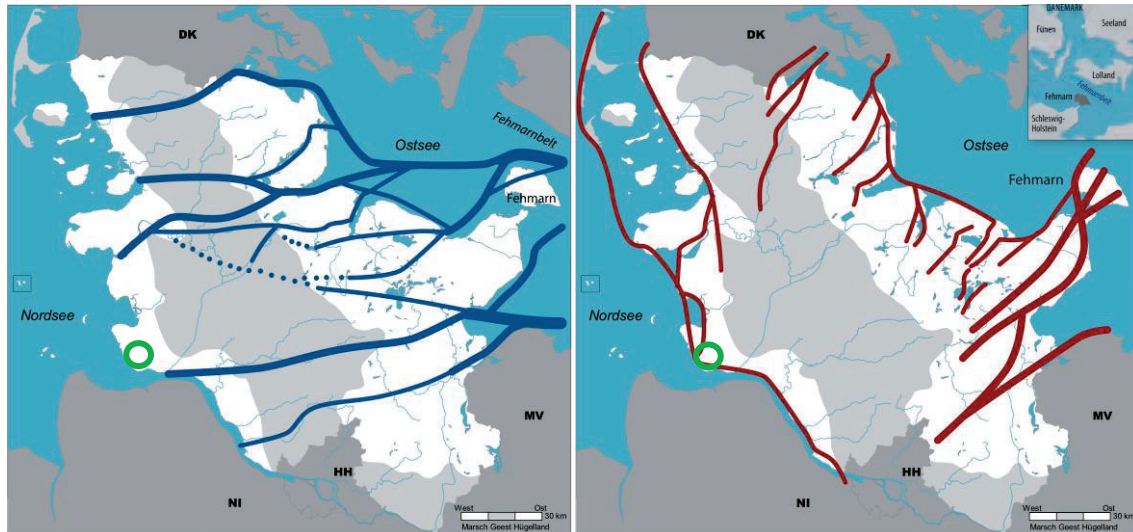 DK
Fehmarnbelt
Ostsee
Fehmarn
Nordsee
MV
HH
NI
West Ost
30 km
Marsch Geest Hügelland
DK
DÄNEMARK
Fünen
Seeland
Lolland
Fehmarn
Fehmarnbelt
Schleswig-
Holstein
Ostsee
Fehmarn
Nordsee
MV
HH
NI
West Ost
30 km
Marsch Geest Hügelland